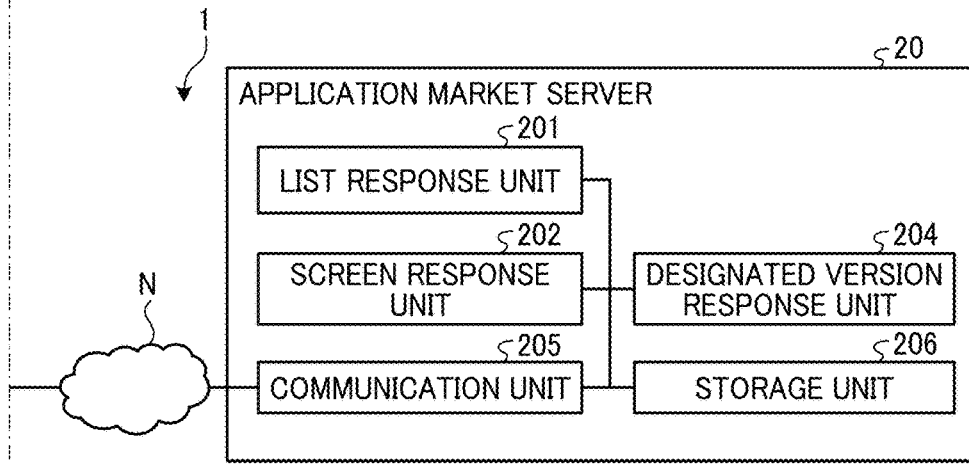 1
20
APPLICATION MARKET SERVER
201
LIST RESPONSE UNIT
202
SCREEN RESPONSE
UNIT
204
DESIGNATED VERSION
RESPONSE UNIT
N
205
COMMUNICATION UNIT
206
STORAGE UNIT